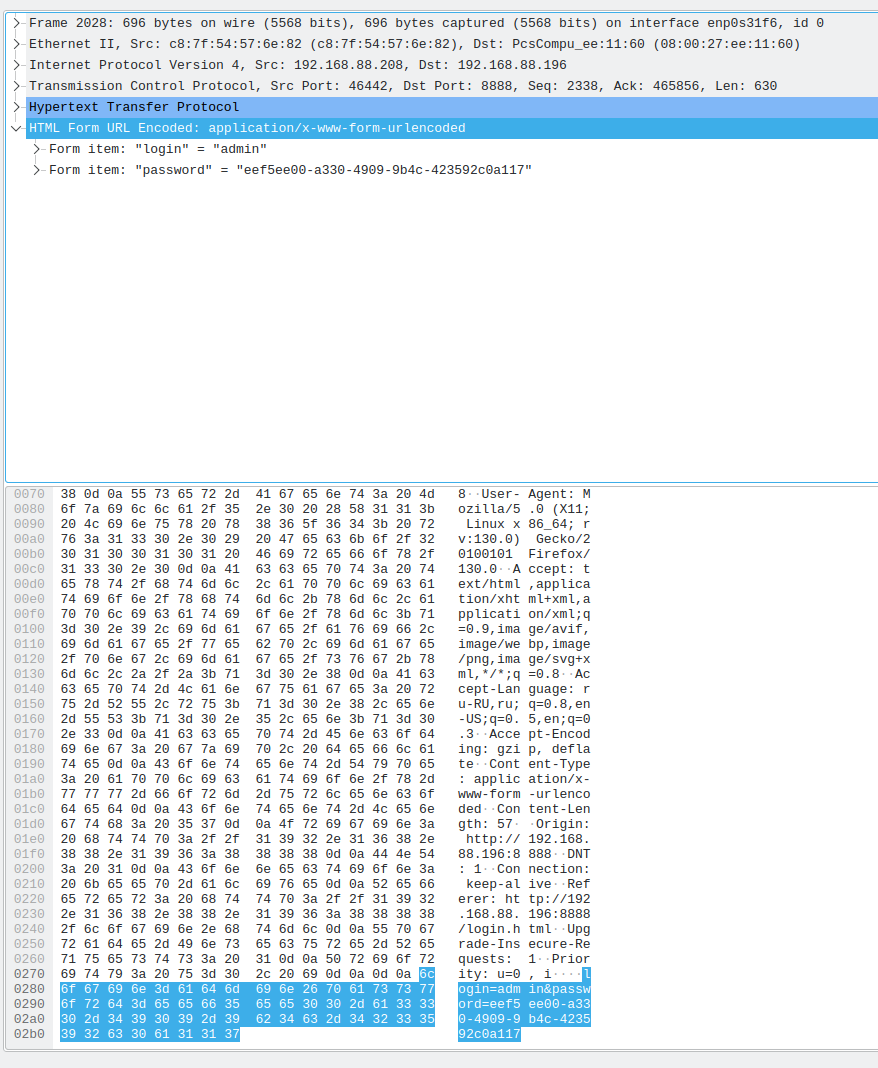 Frame 2028: 696 bytes on wire (5568 bits), 696 bytes captured (5568 bits) on interface enp0s31f6, id 0
Ethernet II, Src: c8:7f:54:57:6e:82 (c8:7f:54:57:6e:82), Dst: PcsCompu_ee:11:60 (08:00:27:ee:11:60)
Internet Protocol Version 4, Src: 192.168.88.208, Dst: 192.168.88.196
Transmission Control Protocol, Src Port: 46442, Dst Port: 8888, Seq: 2338, Ack: 465856, Len: 630
Hypertext Transfer Protocol
HTML Form URL Encoded: application/x-www-form-urlencoded
Form item: "login" = "admin"
Form item: "password" = "eef5ee00-a330-4909-9b4c-423592c0a117"
0070 38 0d 0a 55 73 65 72 2d 41 67 65 6e 74 3a 20 4d 8··User- Agent: M
0080 6f 7a 69 6c 6c 61 2f 35 2e 30 20 28 58 31 31 3b ozilla/5 .0 (X11;
0090 20 4c 69 6e 75 78 20 78 38 36 5f 36 34 3b 20 72 Linux x 86_64; r
00a0 76 3a 31 33 30 2e 30 29 20 47 65 63 6b 6f 2f 32 v:130.0) Gecko/2
00b0 30 31 30 30 31 30 31 20 46 69 72 65 66 6f 78 2f 0100101 Firefox/
00c0 31 33 30 2e 30 0d 0a 41 63 63 65 70 74 3a 20 74 130.0··A ccept: t
00d0 65 78 74 2f 68 74 6d 6c 2c 61 70 70 6c 69 63 61 ext/html ,applica
00e0 74 69 6f 6e 2f 78 68 74 6d 6c 2b 78 6d 6c 2c 61 tion/xht ml+xml,a
00f0 70 70 6c 69 63 61 74 69 6f 6e 2f 78 6d 6c 3b 71 pplicati on/xml;q
0100 3d 30 2e 39 2c 69 6d 61 67 65 2f 61 76 69 66 2c =0.9,ima ge/avif,
0110 69 6d 61 67 65 2f 77 65 62 70 2c 69 6d 61 67 65 image/we bp,image
0120 2f 70 6e 67 2c 69 6d 61 67 65 2f 73 76 67 2b 78 /png,ima ge/svg+x
0130 6d 6c 2c 2a 2f 2a 3b 71 3d 30 2e 38 0d 0a 41 63 ml,*/*;q =0.8··Ac
0140 63 65 70 74 2d 4c 61 6e 67 75 61 67 65 3a 20 72 cept-Lan guage: r
0150 75 2d 52 55 2c 72 75 3b 71 3d 30 2e 38 2c 65 6e u-RU,ru; q=0.8,en
0160 2d 55 53 3b 71 3d 30 2e 35 2c 65 6e 3b 71 3d 30 -US;q=0. 5,en;q=0
0170 2e 33 0d 0a 41 63 63 65 70 74 2d 45 6e 63 6f 64 .3··Acce pt-Encod
0180 69 6e 67 3a 20 67 7a 69 70 2c 20 64 65 66 6c 61 ing: gzi p, defla
0190 74 65 0d 0a 43 6f 6e 74 65 6e 74 2d 54 79 70 65 te··Cont ent-Type
01a0 3a 20 61 70 70 6c 69 63 61 74 69 6f 6e 2f 78 2d : applic ation/x-
01b0 77 77 77 2d 66 6f 72 6d 2d 75 72 6c 65 6e 63 6f www-form -urlenco
01c0 64 65 64 0d 0a 43 6f 6e 74 65 6e 74 2d 4c 65 6e ded··Con tent-Len
01d0 67 74 68 3a 20 35 37 0d 0a 4f 72 69 67 69 6e 3a gth: 57· ·Origin:
01e0 20 68 74 74 70 3a 2f 2f 31 39 32 2e 31 36 38 2e http:// 192.168.
01f0 38 38 2e 31 39 36 3a 38 38 38 38 0d 0a 44 4e 54 88.196:8 888··DNT
0200 3a 20 31 0d 0a 43 6f 6e 6e 65 63 74 69 6f 6e 3a : 1··Con nection:
0210 20 6b 65 65 70 2d 61 6c 69 76 65 0d 0a 52 65 66 keep-al ive··Ref
0220 65 72 65 72 3a 20 68 74 74 70 3a 2f 2f 31 39 32 erer: ht tp://192
0230 2e 31 36 38 2e 38 38 2e 31 39 36 3a 38 38 38 38 .168.88. 196:8888
0240 2f 6c 6f 67 69 6e 2e 68 74 6d 6c 0d 0a 55 70 67 /login.h tml··Upg
0250 72 61 64 65 2d 49 6e 73 65 63 75 72 65 2d 52 65 rade-Ins ecure-Re
0260 71 75 65 73 74 73 3a 20 31 0d 0a 50 72 69 6f 72 quests: 1··Prior
0270 69 74 79 3a 20 75 3d 30 2c 20 69 0d 0a 0d 0a 6c ity: u=0 , i····l
0280 6f 67 69 6e 3d 61 64 6d 69 6e 26 70 61 73 73 77 ogin=adm in&passw
0290 6f 72 64 3d 65 65 66 35 65 65 30 30 2d 61 33 33 ord=eef5 ee00-a33
02a0 30 2d 34 39 30 39 2d 39 62 34 63 2d 34 32 33 35 0-4909-9 b4c-4235
02b0 39 32 63 30 61 31 31 37 92c0a117